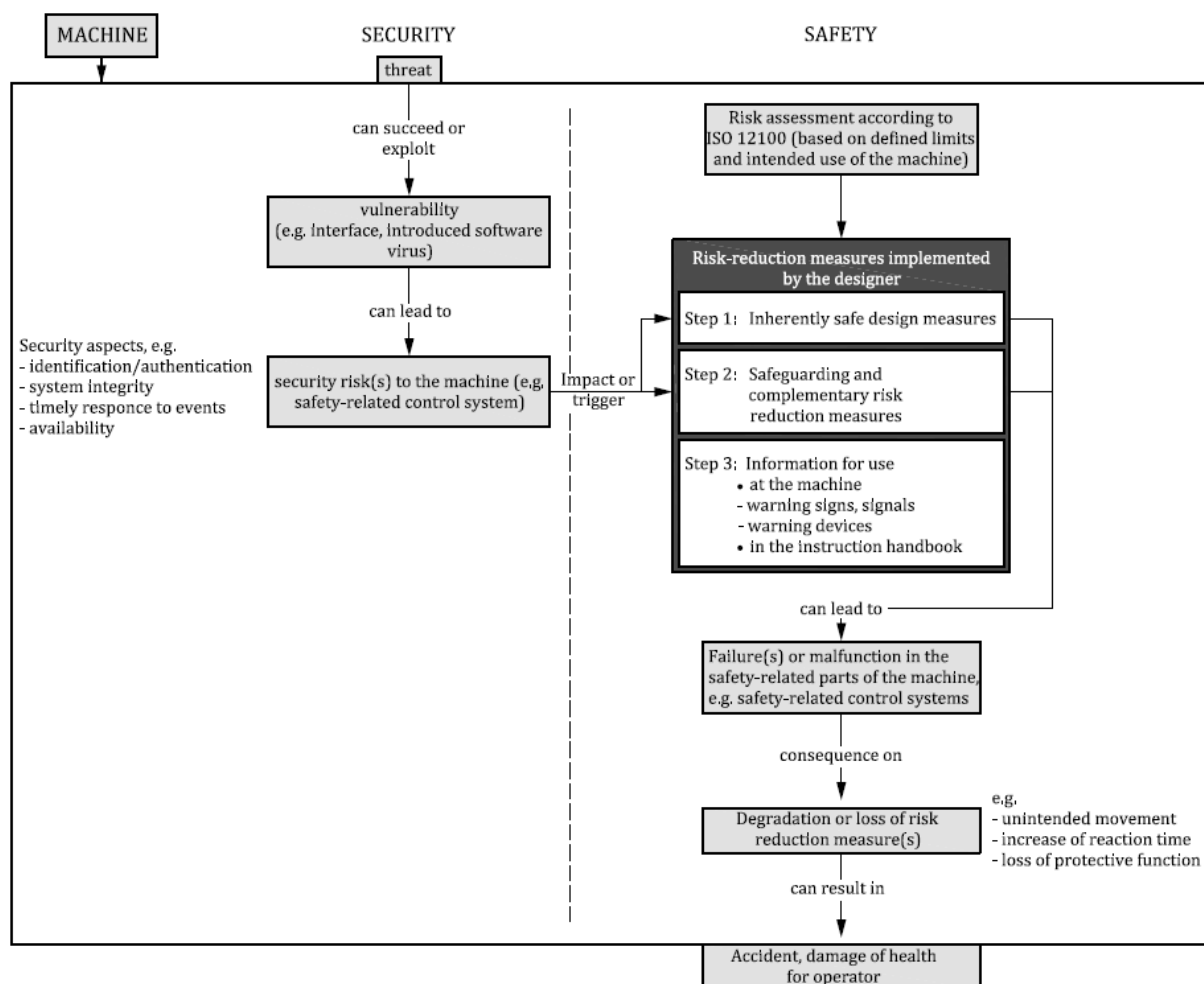 MACHINE
SECURITY
SAFETY
threat
can succeed or
exploit
vulnerability
(e.g. interface, introduced software
virus)
can lead to
Security aspects, e.g.
- identification/authentication
- system integrity
- timely responce to events
- availability
security risk(s) to the machine (e.g.
safety-related control system)
Impact or
trigger
Risk assessment according to
ISO 12100 (based on defined limits
and intended use of the machine)
Risk-reduction measures implemented
by the designer
Step 1: Inherently safe design measures
Step 2: Safeguarding and
complementary risk
reduction measures
Step 3: Information for use
• at the machine
- warning signs, signals
- warning devices
• in the instruction handbook
can lead to
Failure(s) or malfunction in the
safety-related parts of the machine,
e.g. safety-related control systems
consequence on
Degradation or loss of risk
reduction measure(s)
e.g.
- unintended movement
- increase of reaction time
- loss of protective function
can result in
Accident, damage of health
for operator